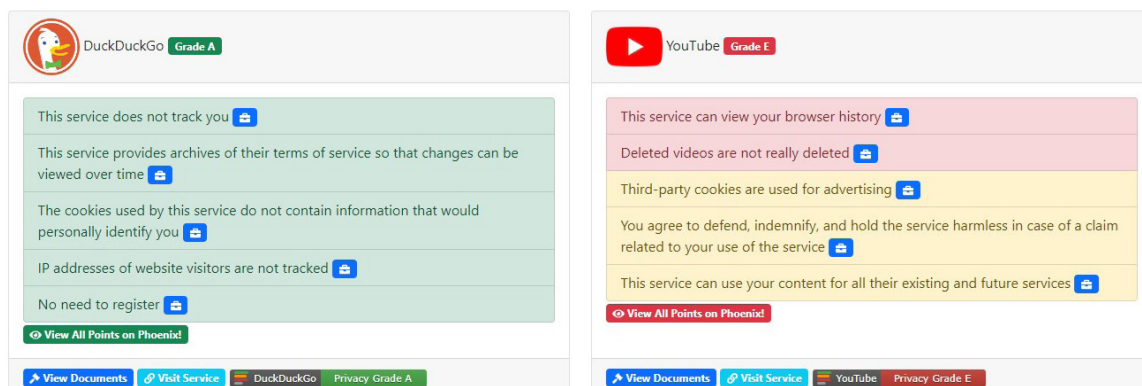 DuckDuckGo Grade A
This service does not track you
This service provides archives of their terms of service so that changes can be
viewed over time
The cookies used by this service do not contain information that would
personally identify you
IP addresses of website visitors are not tracked
No need to register
View All Points on Phoenix!
View Documents Visit Service DuckDuckGo Privacy Grade A
YouTube Grade E
This service can view your browser history
Deleted videos are not really deleted
Third-party cookies are used for advertising
You agree to defend, indemnify, and hold the service harmless in case of a claim
related to your use of the service
This service can use your content for all their existing and future services
View All Points on Phoenix!
View Documents Visit Service YouTube Privacy Grade E